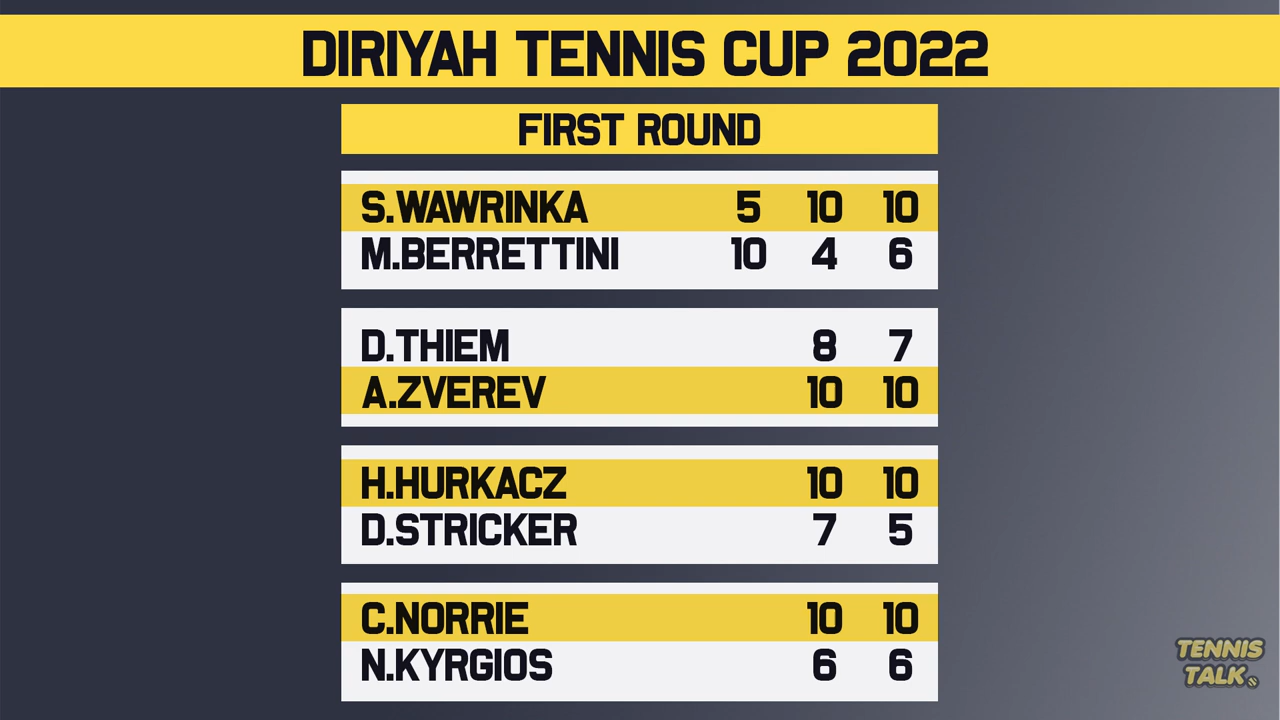 DIRIYAH TENNIS CUP 2022
FIRST ROUND
S.WAWRINKA 5 10 10
M.BERRETTINI 10 4 6
D.THIEM 8 7
A.ZVEREV 10 10
H.HURKACZ 10 10
D.STRICKER 7 5
C.NORRIE 10 10
N.KYRGIOS 6 6
TENNIS
TALK